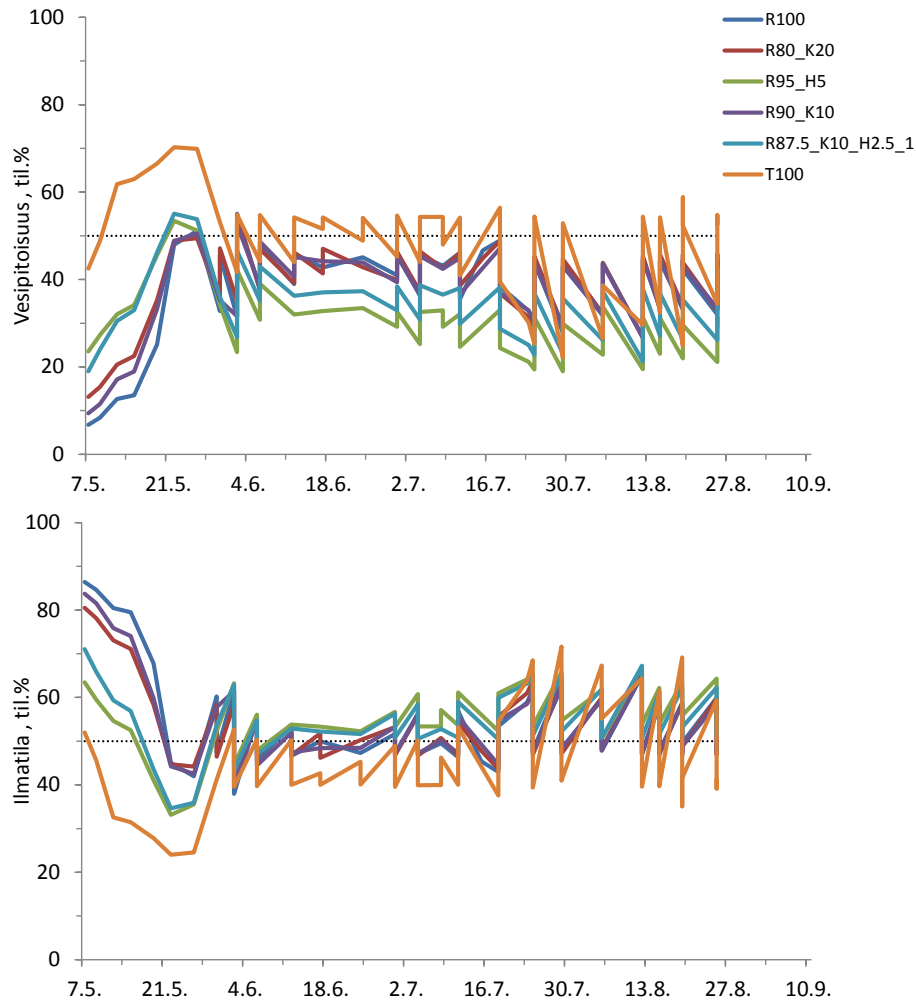 100
80
60
40
20
0
Vesipitoisuus , til.%
7.5. 21.5. 4.6. 18.6. 2.7. 16.7. 30.7. 13.8. 27.8. 10.9.
R100
R80_K20
R95_H5
R90_K10
R87.5_K10_H2.5_1
T100
100
80
60
40
20
0
Ilmatila , til.%
7.5. 21.5. 4.6. 18.6. 2.7. 16.7. 30.7. 13.8. 27.8. 10.9.